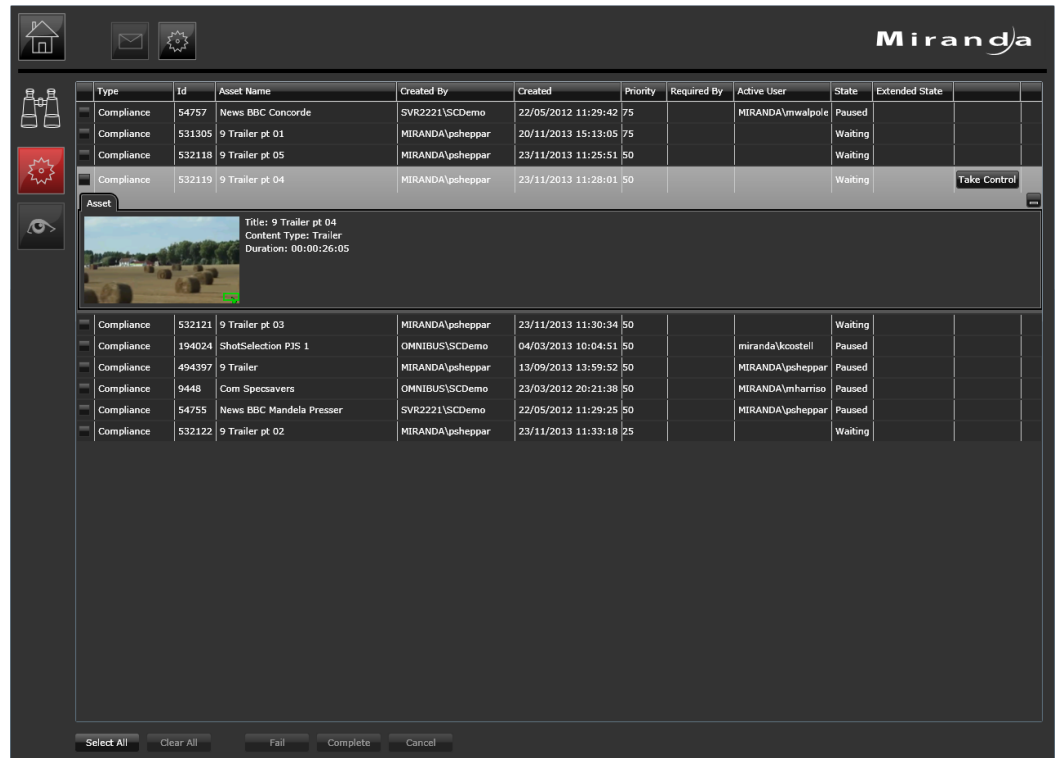 Miranda
Type Id Asset Name Created By Created Priority Required By Active User State Extended State
Compliance 54757 News BBC Concorde SVR2221\SCDemo 22/05/2012 11:29:42 75 MIRANDA\mwalpole Paused
Compliance 531305 9 Trailer pt 01 MIRANDA\psheppar 20/11/2013 15:13:05 75 Waiting
Compliance 532118 9 Trailer pt 05 MIRANDA\psheppar 23/11/2013 11:25:51 50 Waiting
Compliance 532119 9 Trailer pt 04 MIRANDA\psheppar 23/11/2013 11:28:01 50 Waiting Take Control
Asset
Title: 9 Trailer pt 04
Content Type: Trailer
Duration: 00:00:26:05
Compliance 532121 9 Trailer pt 03 MIRANDA\psheppar 23/11/2013 11:30:34 50 Waiting
Compliance 194024 ShotSelection PJS 1 OMNIBUS\SCDemo 04/03/2013 10:04:51 50 miranda\kcostell Paused
Compliance 494397 9 Trailer MIRANDA\psheppar 13/09/2013 13:59:52 50 MIRANDA\psheppar Paused
Compliance 9448 Com Specsavers OMNIBUS\SCDemo 23/03/2012 20:21:38 50 MIRANDA\mharriso Paused
Compliance 54755 News BBC Mandela Presser SVR2221\SCDemo 22/05/2012 11:29:25 50 MIRANDA\psheppar Paused
Compliance 532122 9 Trailer pt 02 MIRANDA\psheppar 23/11/2013 11:33:18 25 Waiting
Select All Clear All Fail Complete Cancel